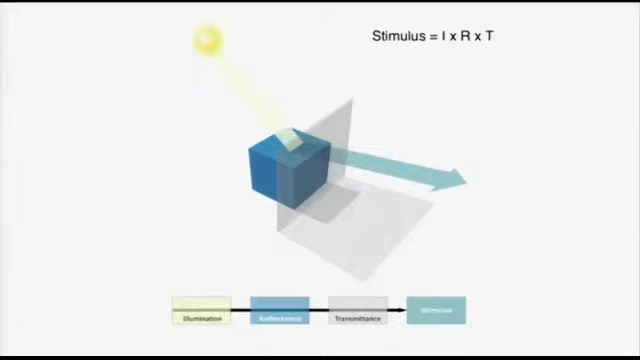 Stimulus = I x R x T
Illumination
Reflectance
Transmittance
Stimulus